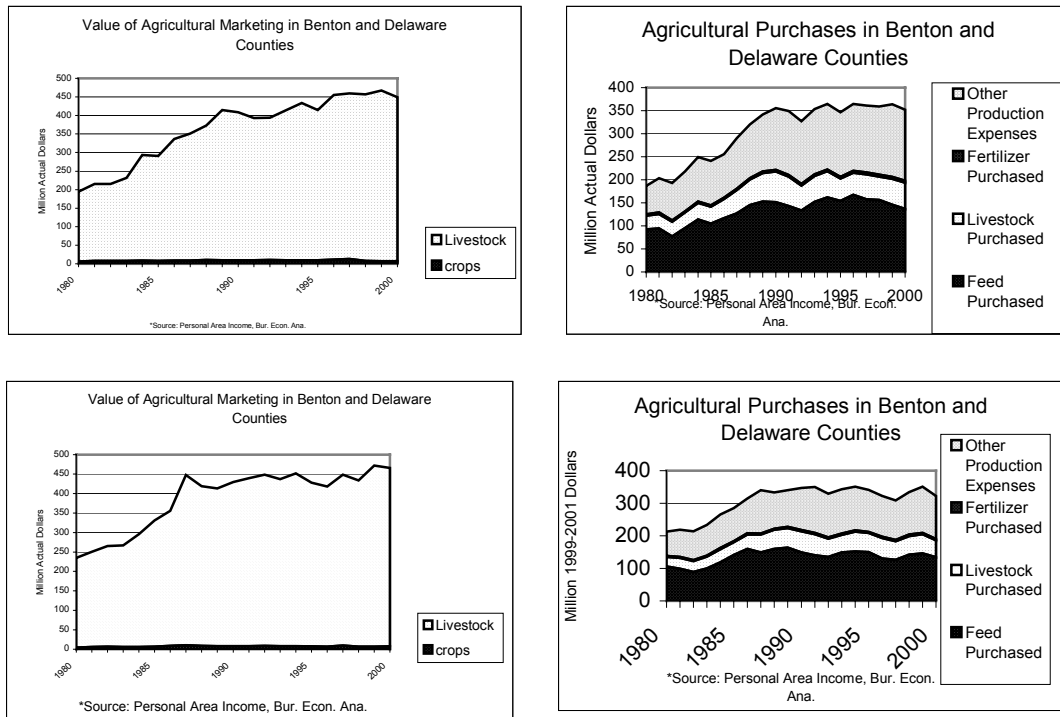 Value of Agricultural Marketing in Benton and Delaware
Counties
Million Actual Dollars
500
450
400
350
300
250
200
150
100
50
0
1980
1985
1990
1995
2000
Livestock
crops
*Source: Personal Area Income, Bur. Econ. Ana.
Agricultural Purchases in Benton and
Delaware Counties
Million Actual Dollars
400
350
300
250
200
150
100
50
0
1980 1985 1990 1995 2000
*Source: Personal Area Income, Bur. Econ.
Ana.
Other
Production
Expenses
Fertilizer
Purchased
Livestock
Purchased
Feed
Purchased
Value of Agricultural Marketing in Benton and Delaware
Counties
Million Actual Dollars
500
450
400
350
300
250
200
150
100
50
0
1980
1985
1990
1995
2000
Livestock
crops
*Source: Personal Area Income, Bur. Econ. Ana.
Agricultural Purchases in Benton and
Delaware Counties
Million 1999-2001 Dollars
400
300
200
100
0
1980
1985
1990
1995
2000
*Source: Personal Area Income, Bur. Econ.
Ana.
Other
Production
Expenses
Fertilizer
Purchased
Livestock
Purchased
Feed
Purchased